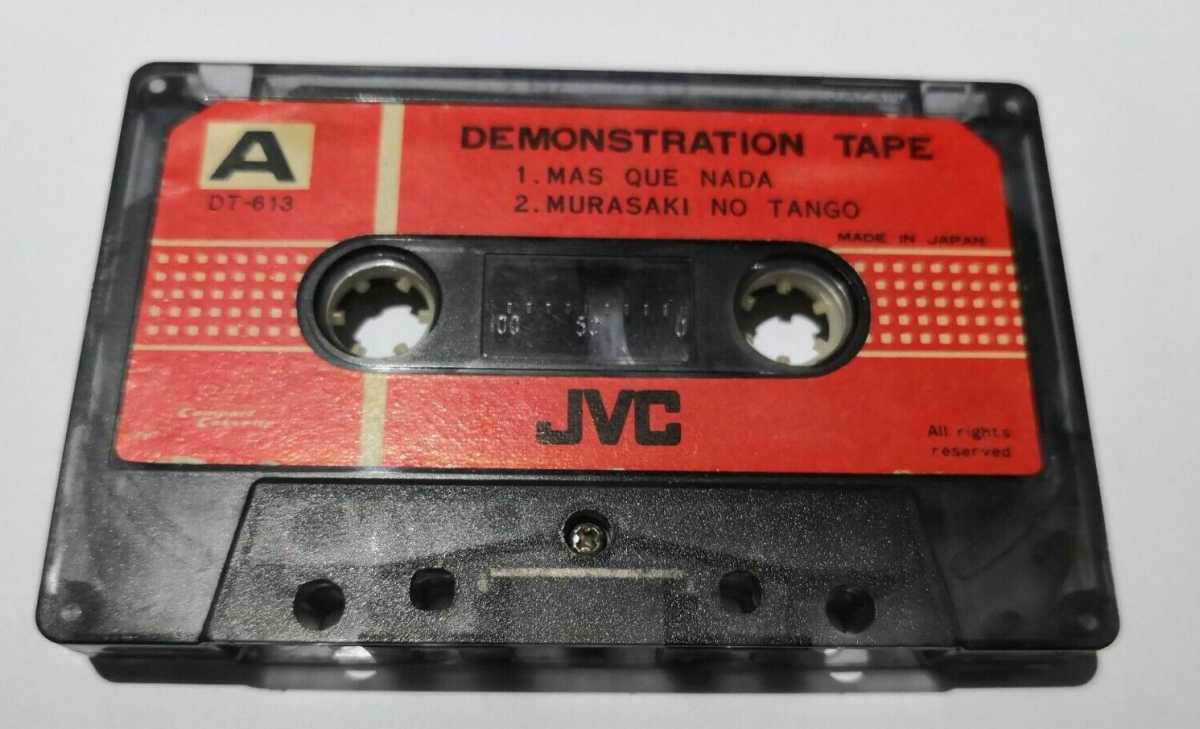 A
DT-613
DEMONSTRATION TAPE
1. MAS QUE NADA
2. MURASAKI NO TANGO
MADE IN JAPAN
100 50 0
JVC
Compact
Cassette
All rights
reserved